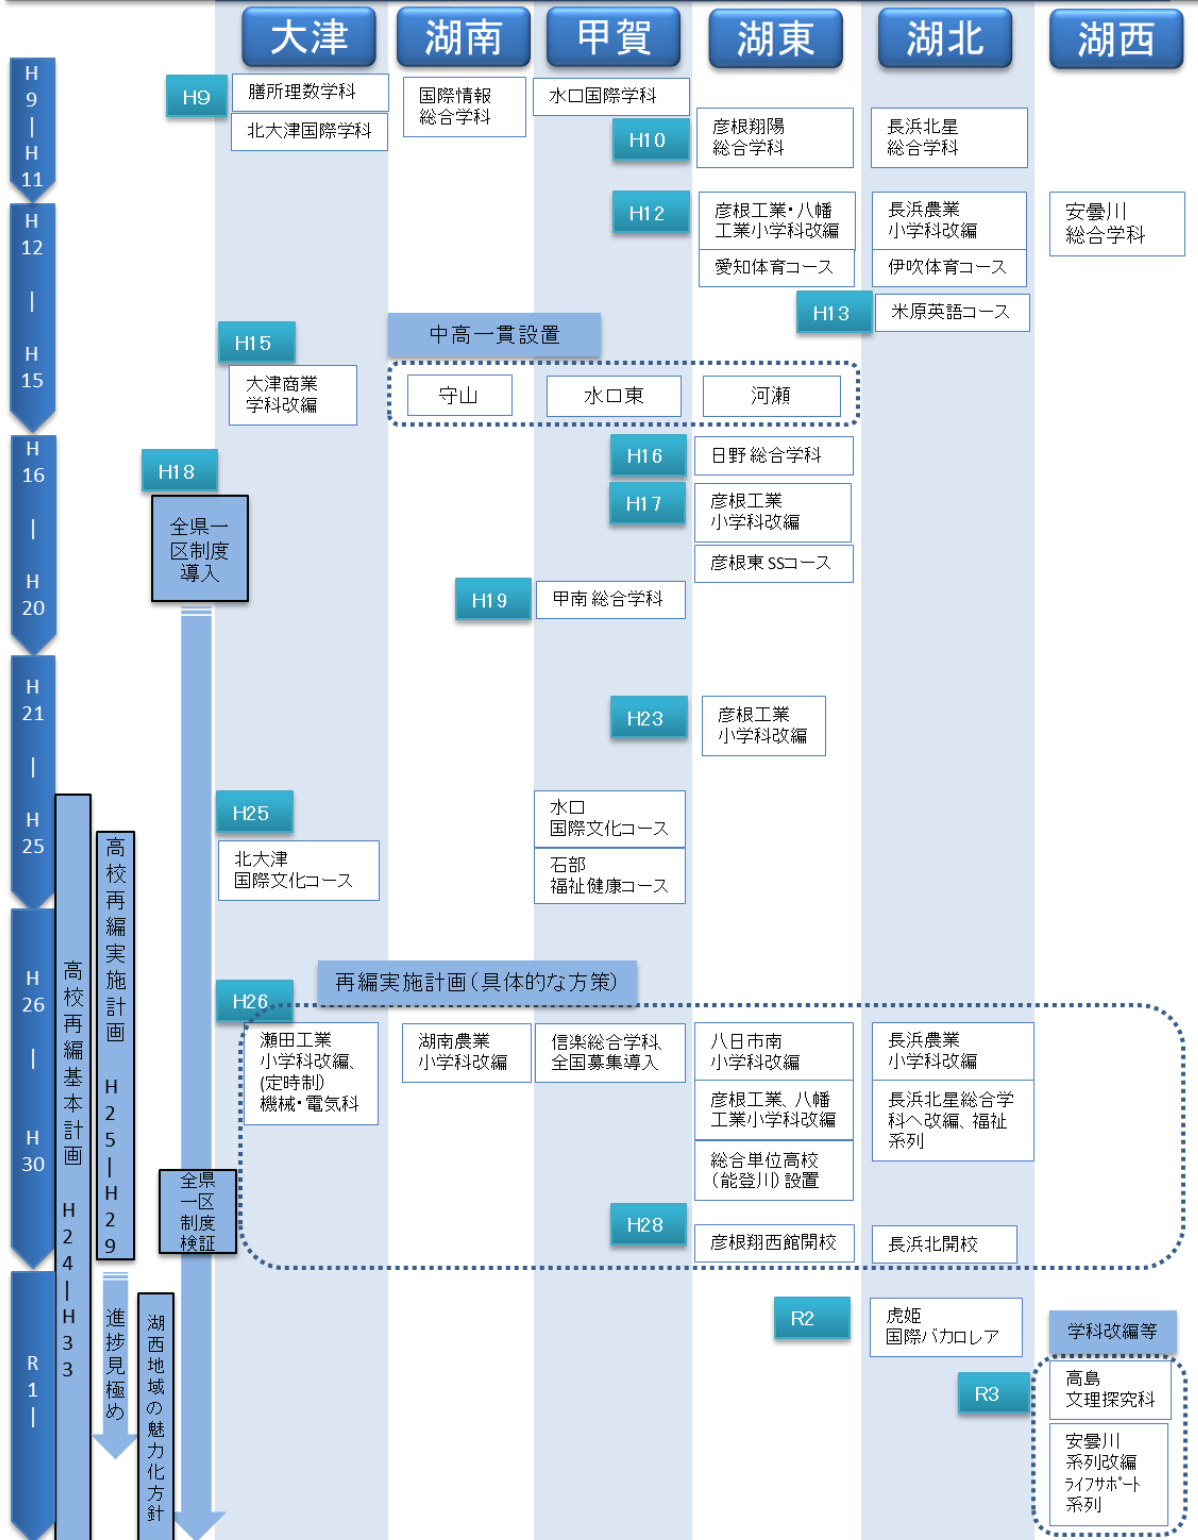 大津
湖南
甲賀
湖東
湖北
湖西
H
9
|
H
11
H9
膳所理数学科
北大津国際学科
国際情報
総合学科
水口国際学科
H10
彦根翔陽
総合学科
長浜北星
総合学科
H
12
|
H
15
H12
彦根工業・八幡
工業小学科改編
愛知体育コース
長浜農業
小学科改編
伊吹体育コース
安曇川
総合学科
H13
米原英語コース
H15
大津商業
学科改編
中高一貫設置
守山
水口東
河瀬
H
16
|
H
20
H16
日野 総合学科
H18
全県一
区制度
導入
H17
彦根工業
小学科改編
彦根東 SSコース
H19
甲南 総合学科
H
21
|
H
25
H23
彦根工業
小学科改編
H25
北大津
国際文化コース
水口
国際文化コース
石部
福祉健康コース
高校再編基本計画 H24―H33
高校再編実施計画 H25―H29
H
26
|
H
30
再編実施計画(具体的な方策)
H26
瀬田工業
小学科改編、
(定時制)
機械・電気科
湖南農業
小学科改編
信楽総合学科、
全国募集導入
八日市南
小学科改編
彦根工業、八幡
工業小学科改編
総合単位高校
(能登川)設置
長浜農業
小学科改編
長浜北星総合学
科へ改編、福祉
系列
全県
一区
制度
検証
H28
彦根翔西館開校
長浜北開校
R
1
|
進捗見極め
湖西地域の魅力化方針
R2
虎姫
国際バカロレア
学科改編等
R3
高島
文理探究科
安曇川
系列改編
ライフサポート
系列